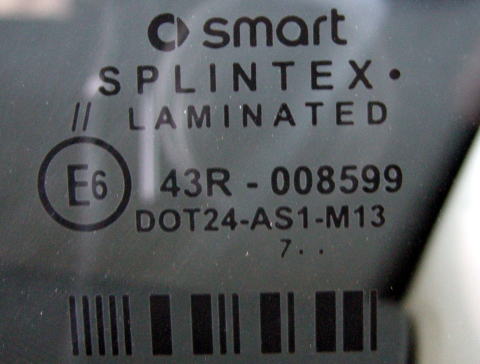 smart
SPLINTEX •
// LAMINATED
E6 43R - 008599
DOT24-AS1-M13
7 . .